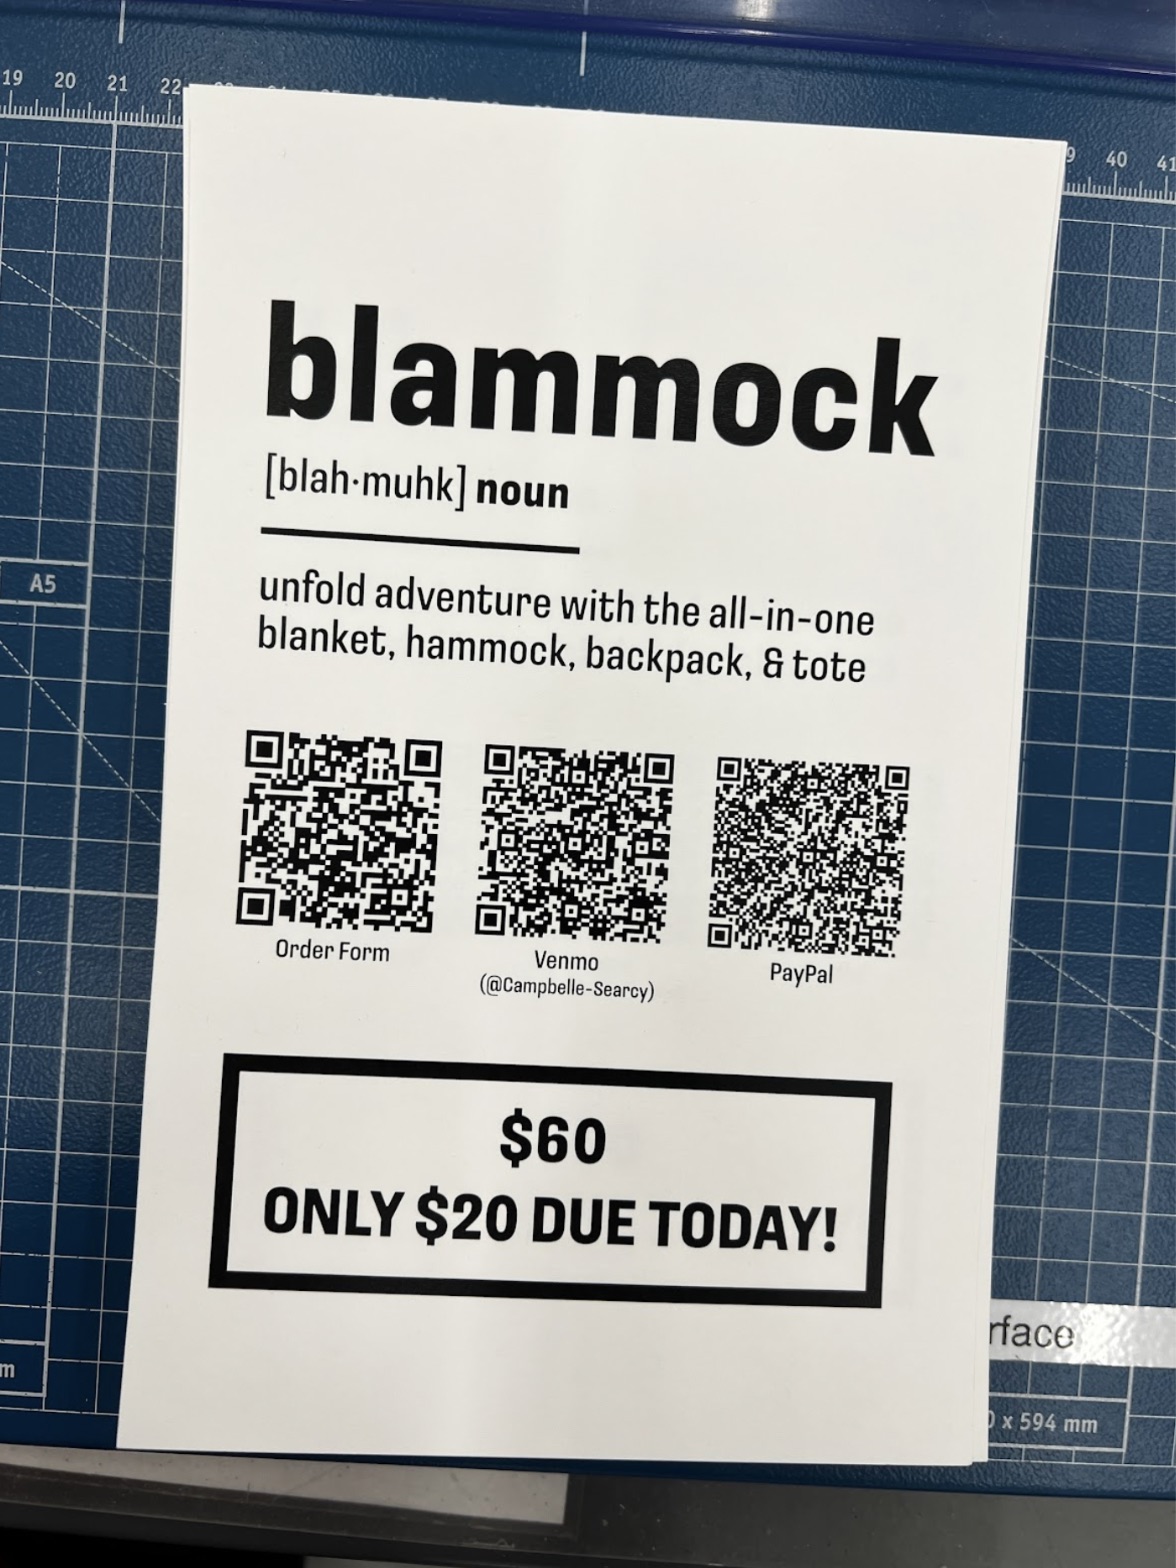 19 20 21 22
40 41
blammock
[blah·muhk] noun
A5
unfold adventure with the all-in-one
blanket, hammock, backpack, & tote
Order Form
Venmo
(@Campbelle-Searcy)
PayPal
$60
ONLY $20 DUE TODAY!
rface
x 594 mm
m